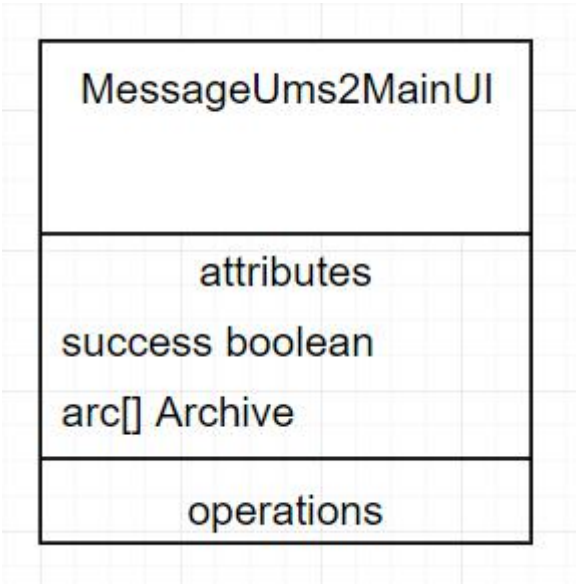 MessageUms2MainUI
attributes
success boolean
arc[] Archive
operations